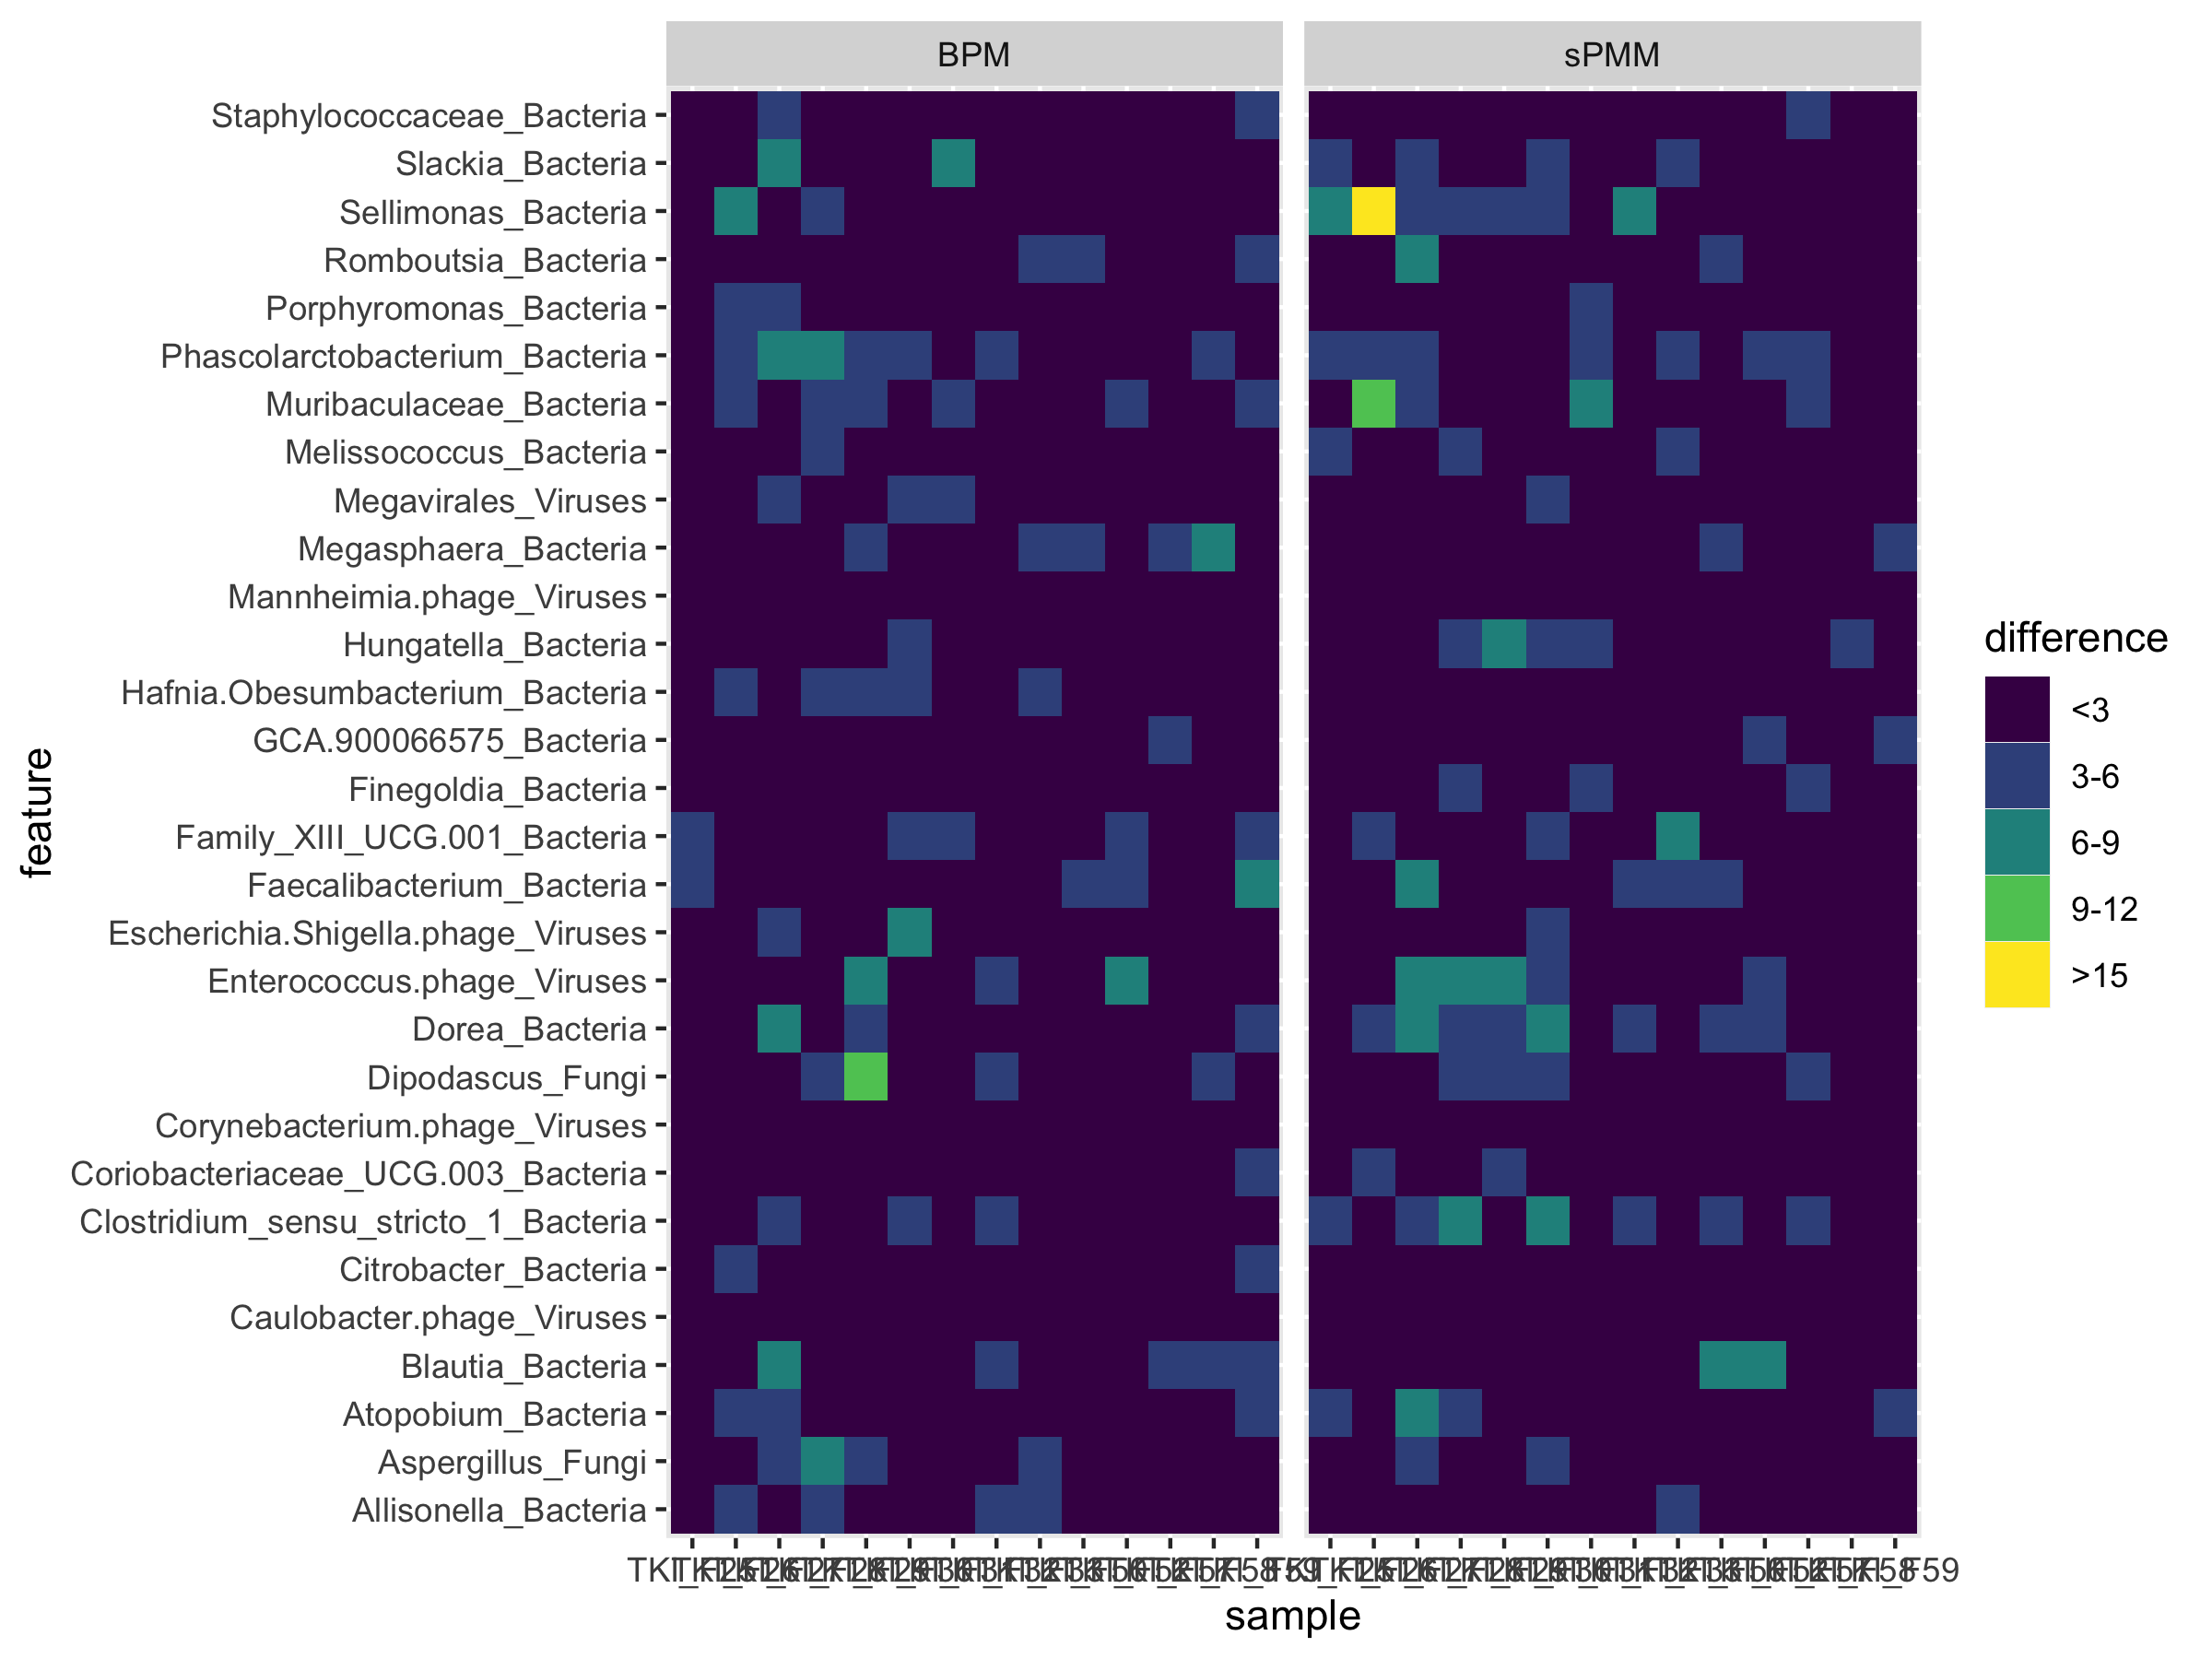 BPM
sPMM
Staphylococcaceae_Bacteria
Slackia_Bacteria
Sellimonas_Bacteria
Romboutsia_Bacteria
Porphyromonas_Bacteria
Phascolarctobacterium_Bacteria
Muribaculaceae_Bacteria
Melissococcus_Bacteria
Megavirales_Viruses
Megasphaera_Bacteria
Mannheimia.phage_Viruses
Hungatella_Bacteria
Hafnia.Obesumbacterium_Bacteria
GCA.900066575_Bacteria
Finegoldia_Bacteria
Family_XIII_UCG.001_Bacteria
Faecalibacterium_Bacteria
Escherichia.Shigella.phage_Viruses
Enterococcus.phage_Viruses
Dorea_Bacteria
Dipodascus_Fungi
Corynebacterium.phage_Viruses
Coriobacteriaceae_UCG.003_Bacteria
Clostridium_sensu_stricto_1_Bacteria
Citrobacter_Bacteria
Caulobacter.phage_Viruses
Blautia_Bacteria
Atopobium_Bacteria
Aspergillus_Fungi
Allisonella_Bacteria
feature
sample
difference
<3
3-6
6-9
9-12
>15